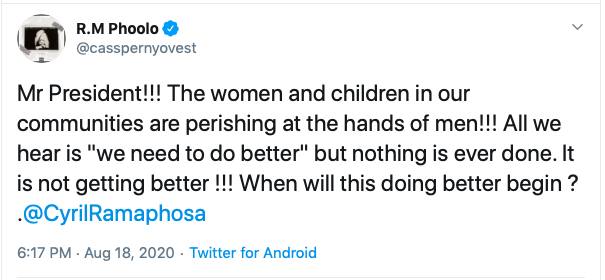 R.M Phoolo
@casspernyovest
Mr President!!! The women and children in our
communities are perishing at the hands of men!!! All we
hear is "we need to do better" but nothing is ever done. It
is not getting better !!! When will this doing better begin ?
.@CyrilRamaphosa
6:17 PM · Aug 18, 2020 · Twitter for Android